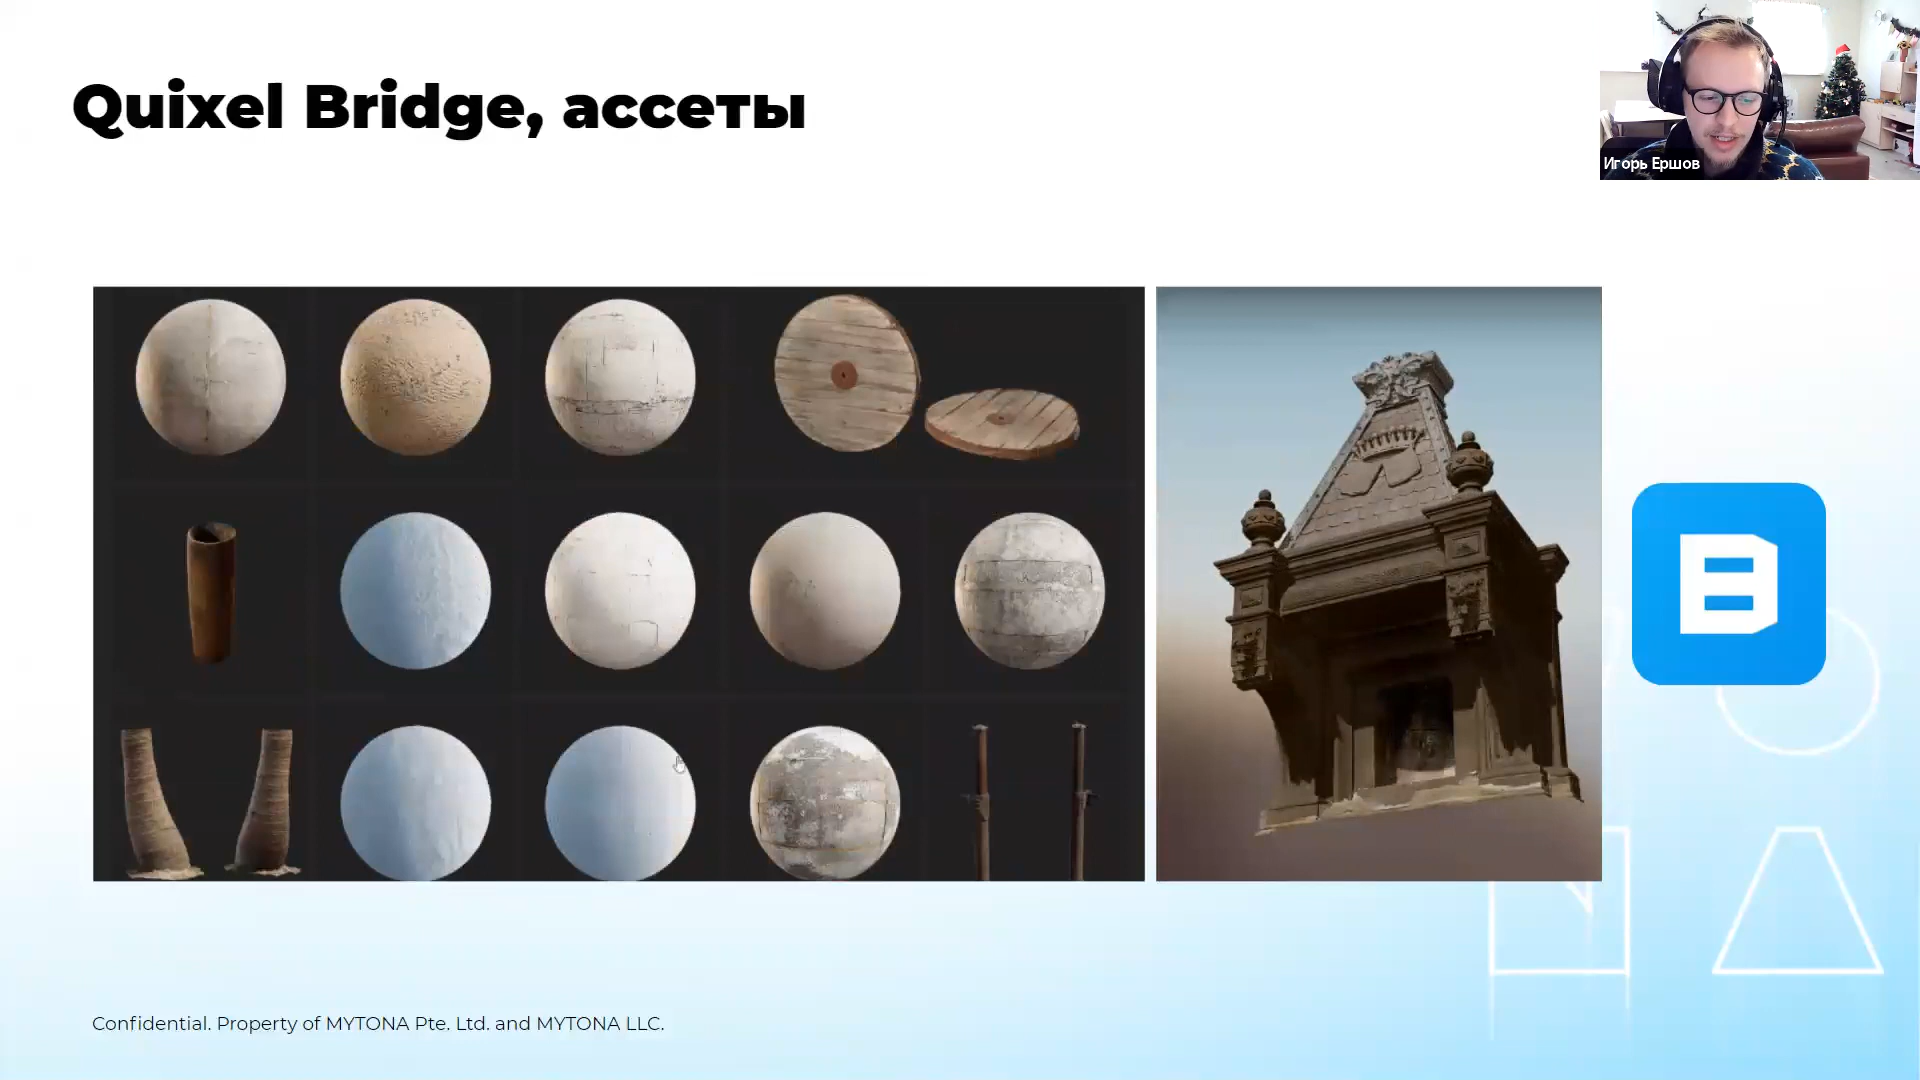 Quixel Bridge, ассеты
Игорь Ершов
Confidential. Property of MYTONA Pte. Ltd. and MYTONA LLC.